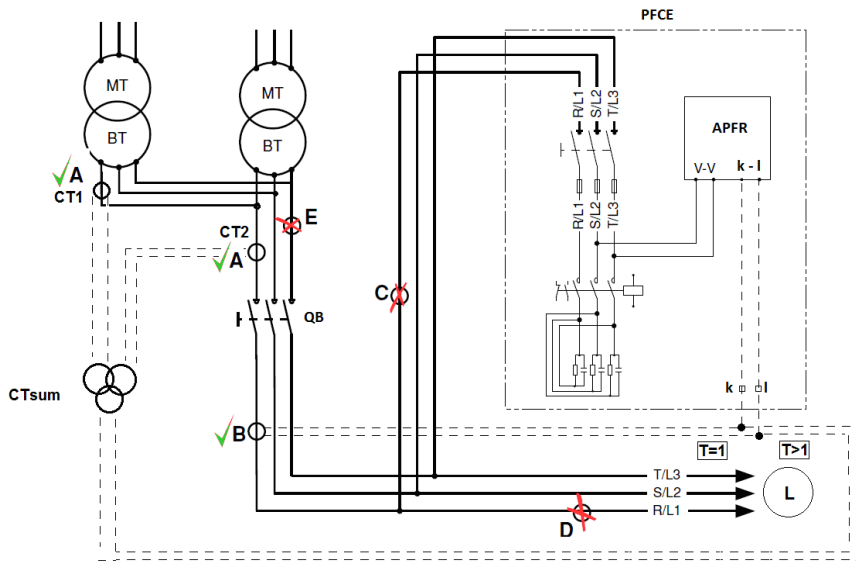 PFCE
MT
MT
BT
BT
R/L1
S/L2
T/L3
APFR
V-V
k - l
A
CT1
R/L1
S/L2
T/L3
E
CT2
A
C
QB
CTsum
k
l
B
T=1
T>1
T/L3
S/L2
R/L1
L
D